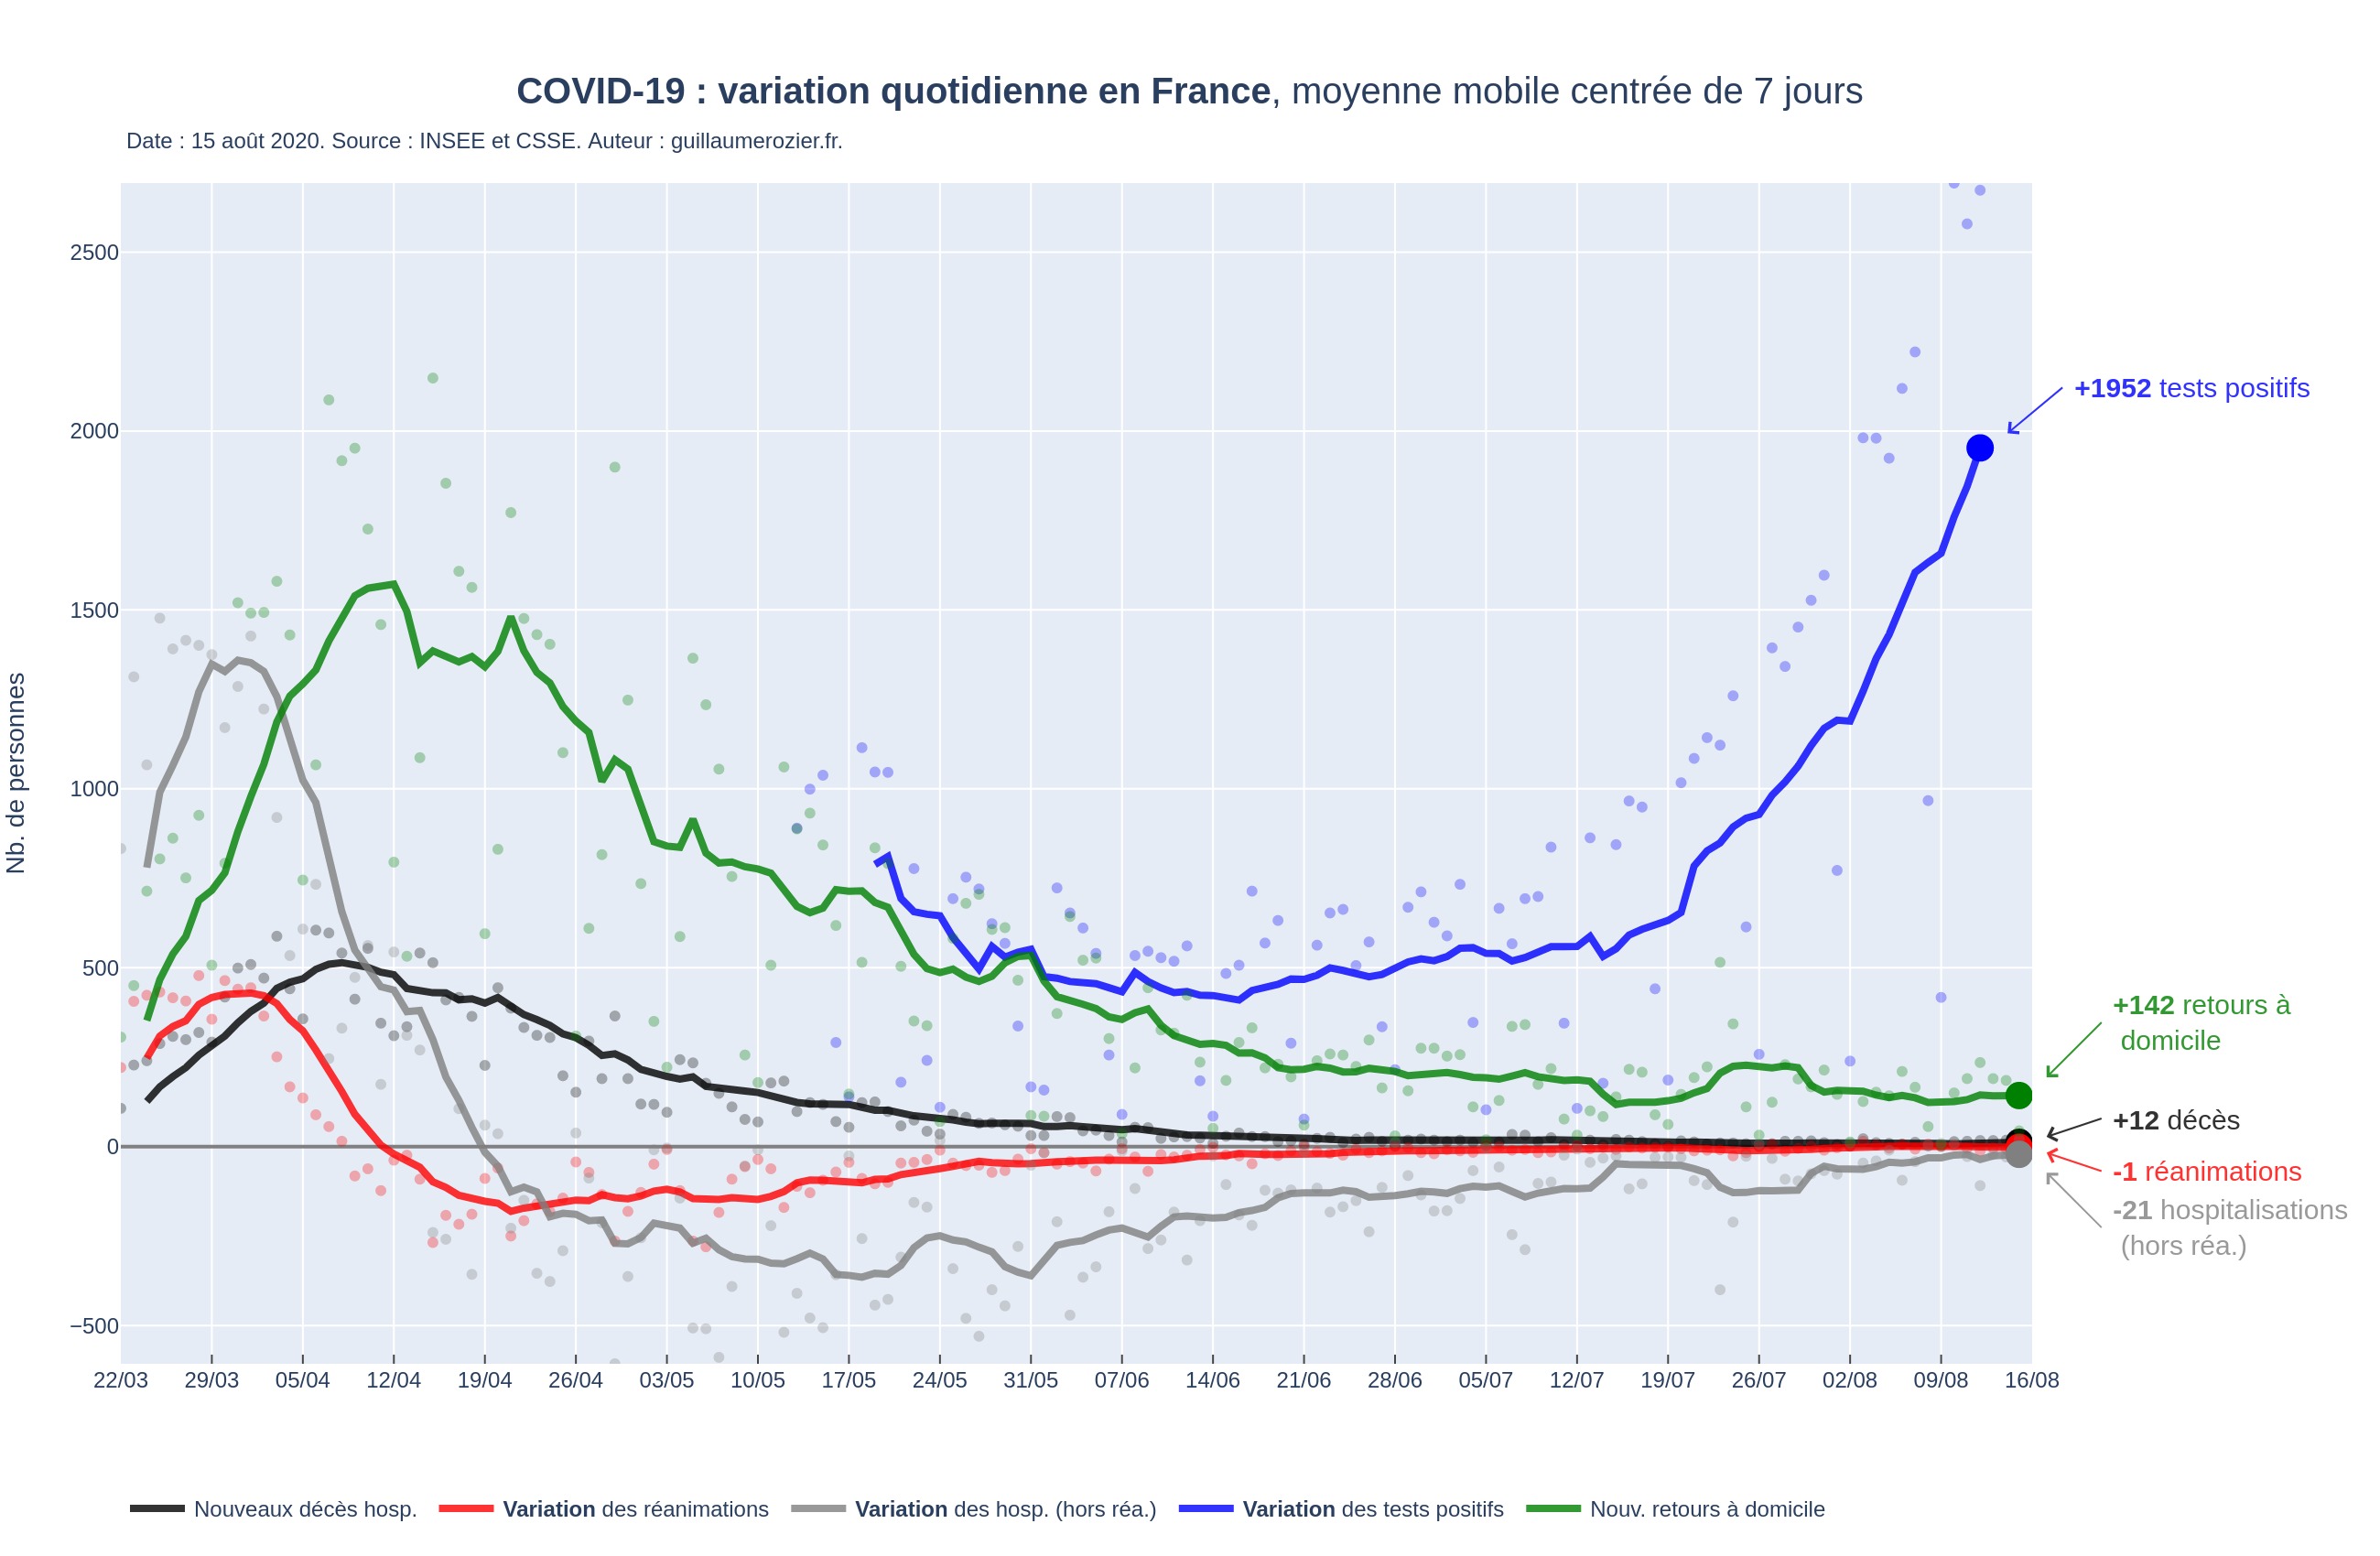 COVID-19 : variation quotidienne en France, moyenne mobile centrée de 7 jours
Date : 15 août 2020. Source : INSEE et CSSE. Auteur : guillaumerozier.fr.
Nb. de personnes
2500
2000
1500
1000
500
0
−500
22/03 29/03 05/04 12/04 19/04 26/04 03/05 10/05 17/05 24/05 31/05 07/06 14/06 21/06 28/06 05/07 12/07 19/07 26/07 02/08 09/08 16/08
+1952 tests positifs
+142 retours à
domicile
+12 décès
-1 réanimations
-21 hospitalisations
(hors réa.)
Nouveaux décès hosp. Variation des réanimations Variation des hosp. (hors réa.) Variation des tests positifs Nouv. retours à domicile